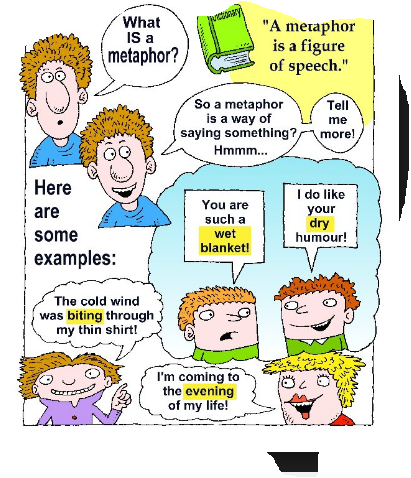 What
IS a
metaphor?
Dictionary
"A metaphor
is a figure
of speech."
So a metaphor
is a way of
saying something?
Hmmm...
Tell
me
more!
Here
are
some
examples:
You are
such a
wet
blanket!
I do like
your
dry
humour!
The cold wind
was biting through
my thin shirt!
I'm coming to
the evening
of my life!